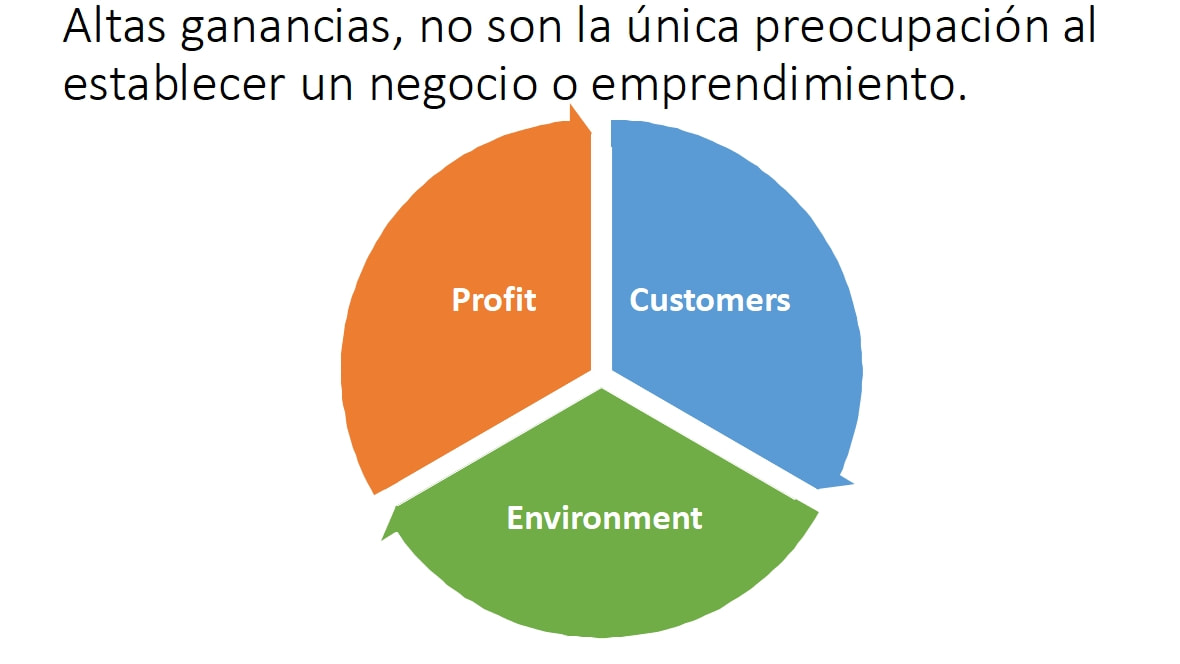 Altas ganancias, no son la única preocupación al
establecer un negocio o emprendimiento.
Profit
Customers
Environment